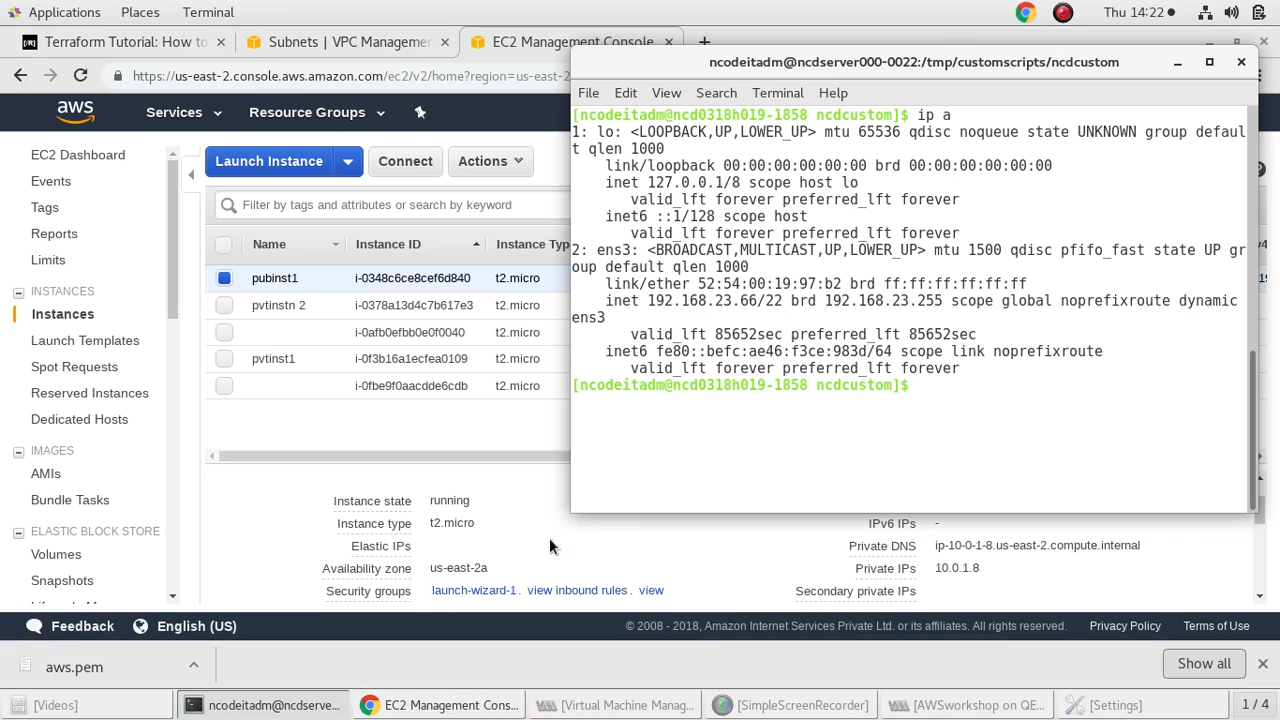 Applications Places Terminal Thu 14:22
Terraform Tutorial: How to
Subnets | VPC Manageme
EC2 Management Console
https://us-east-2.console.aws.amazon.com/ec2/v2/home?region=us-east-2
ncodeitadm@ncdserver000-0022:/tmp/customscripts/ncdcustom
File Edit View Search Terminal Help
aws Services Resource Groups
[ncodeitadm@ncd0318h019-1858 ncdcustom]$ ip a
1: lo: <LOOPBACK,UP,LOWER_UP> mtu 65536 qdisc noqueue state UNKNOWN group defaul
t qlen 1000
link/loopback 00:00:00:00:00:00 brd 00:00:00:00:00:00
inet 127.0.0.1/8 scope host lo
valid_lft forever preferred_lft forever
inet6 ::1/128 scope host
valid_lft forever preferred_lft forever
2: ens3: <BROADCAST,MULTICAST,UP,LOWER_UP> mtu 1500 qdisc pfifo_fast state UP gr
oup default qlen 1000
link/ether 52:54:00:19:97:b2 brd ff:ff:ff:ff:ff:ff
inet 192.168.23.66/22 brd 192.168.23.255 scope global noprefixroute dynamic
ens3
valid_lft 85652sec preferred_lft 85652sec
inet6 fe80::befc:ae46:f3ce:983d/64 scope link noprefixroute
valid_lft forever preferred_lft forever
[ncodeitadm@ncd0318h019-1858 ncdcustom]$
EC2 Dashboard
Events
Tags
Reports
Limits
INSTANCES
Instances
Launch Templates
Spot Requests
Reserved Instances
Dedicated Hosts
IMAGES
AMIs
Bundle Tasks
ELASTIC BLOCK STORE
Volumes
Snapshots
Launch Instance Connect Actions
Filter by tags and attributes or search by keyword
Name Instance ID Instance Typ
pubinst1 i-0348c6ce8cef6d840 t2.micro
pvtinstn 2 i-0378a13d4c7b617e3 t2.micro
i-0afb0efbb0e0f0040 t2.micro
pvtinst1 i-0f3b16a1ecfea0109 t2.micro
i-0fbe9f0aacdde6cdb t2.micro
Instance state running
Instance type t2.micro
Elastic IPs
Availability zone us-east-2a
Security groups launch-wizard-1. view inbound rules. view
IPv6 IPs -
Private DNS ip-10-0-1-8.us-east-2.compute.internal
Private IPs 10.0.1.8
Secondary private IPs
Feedback English (US) © 2008 - 2018, Amazon Internet Services Private Ltd. or its affiliates. All rights reserved. Privacy Policy Terms of Use
aws.pem Show all
[Videos] ncodeitadm@ncdserve... EC2 Management Cons... [Virtual Machine Manag... [SimpleScreenRecorder] [AWSworkshop on QE... [Settings] 1 / 4